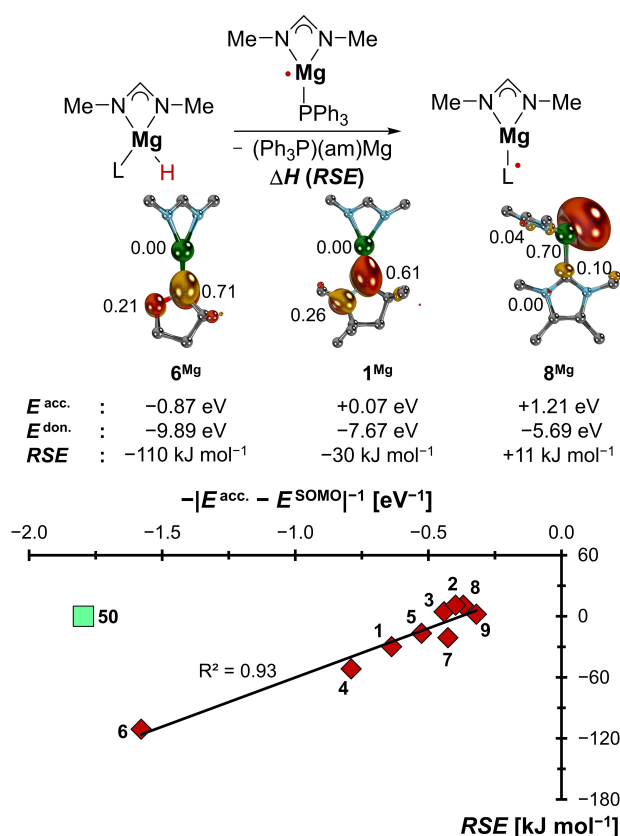 Me–N N–Me
• Mg
PPh₃
Me–N N–Me
Mg
L H
− (Ph₃P)(am)Mg
ΔH (RSE)
Me–N N–Me
Mg
L •
0.00
0.21 0.71
0.00
0.61
0.26
0.04 0.70
0.10
0.00
6ᴹᵍ 1ᴹᵍ 8ᴹᵍ
E ᵃᶜᶜ· : −0.87 eV +0.07 eV +1.21 eV
E ᵈᵒⁿ· : −9.89 eV −7.67 eV −5.69 eV
RSE : −110 kJ mol⁻¹ −30 kJ mol⁻¹ +11 kJ mol⁻¹
−|E ᵃᶜᶜ· − E ˢᴼᴹᴼ|⁻¹ [eV⁻¹]
−2.0 −1.5 −1.0 −0.5 0.0
60
0
−60
−120
−180
50
2 8
3
5
1
9
7
4
R² = 0.93
6
RSE [kJ mol⁻¹]